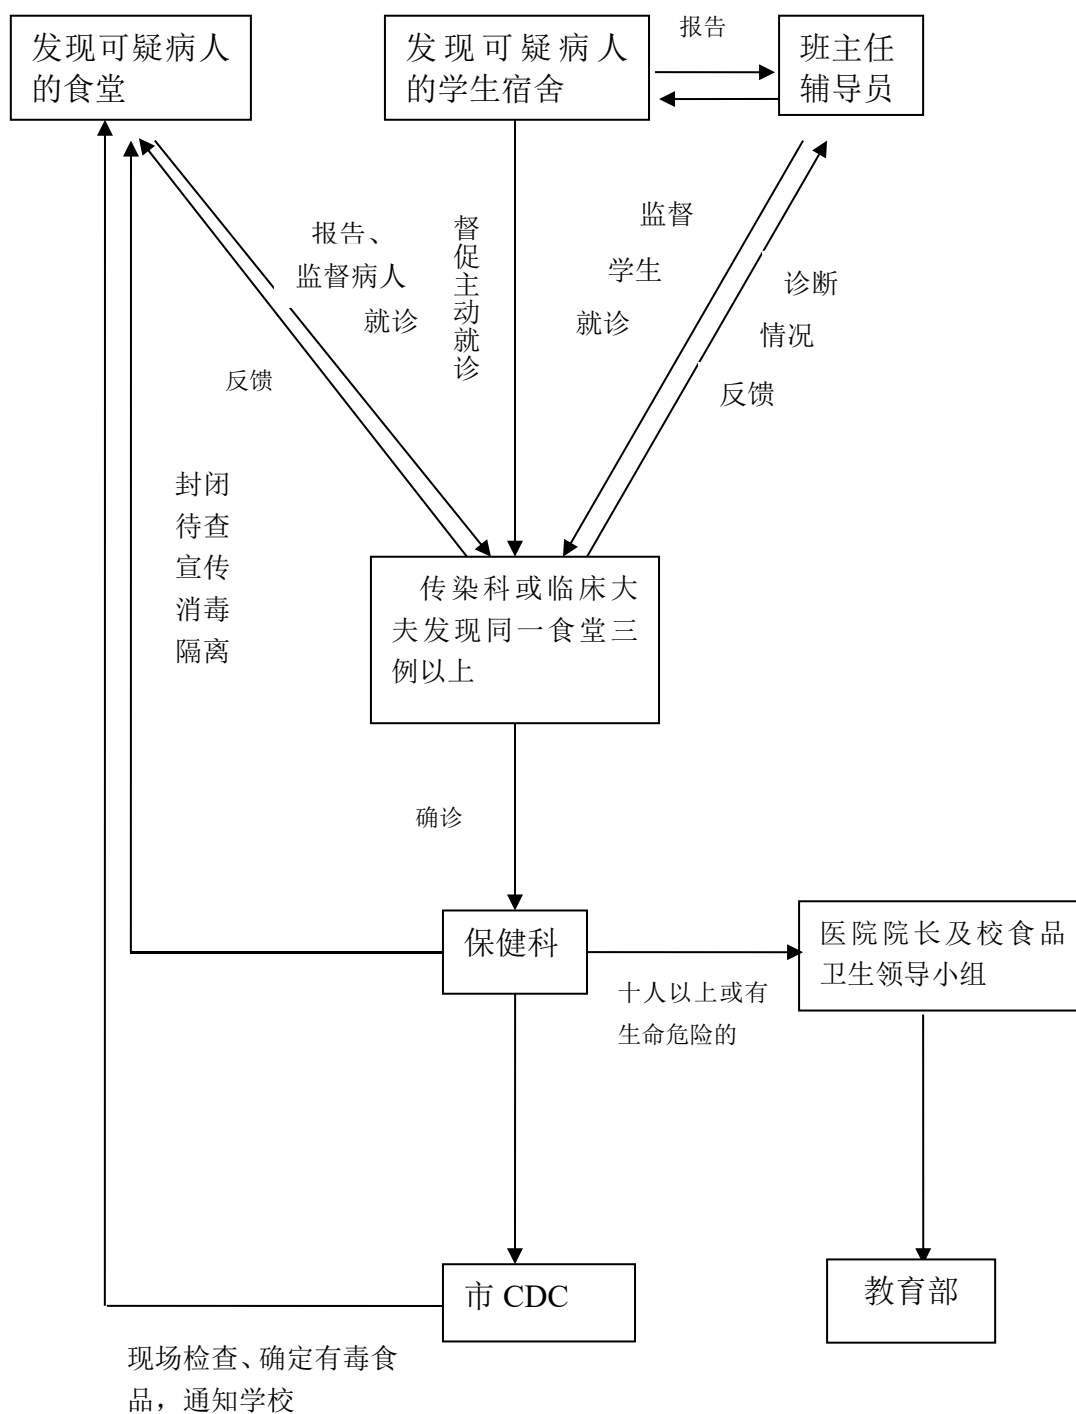 发现可疑病人
的食堂
发现可疑病人
的学生宿舍
报告
班主任
辅导员
报告、
监督病人
就诊
反馈
督促主动就诊
监督
学生
就诊
诊断
情况
反馈
封闭
待查
宣传
消毒
隔离
传染科或临床大
夫发现同一食堂三
例以上
确诊
保健科
十人以上或有
生命危险的
医院院长及校食品
卫生领导小组
市 CDC
教育部
现场检查、确定有毒食
品，通知学校